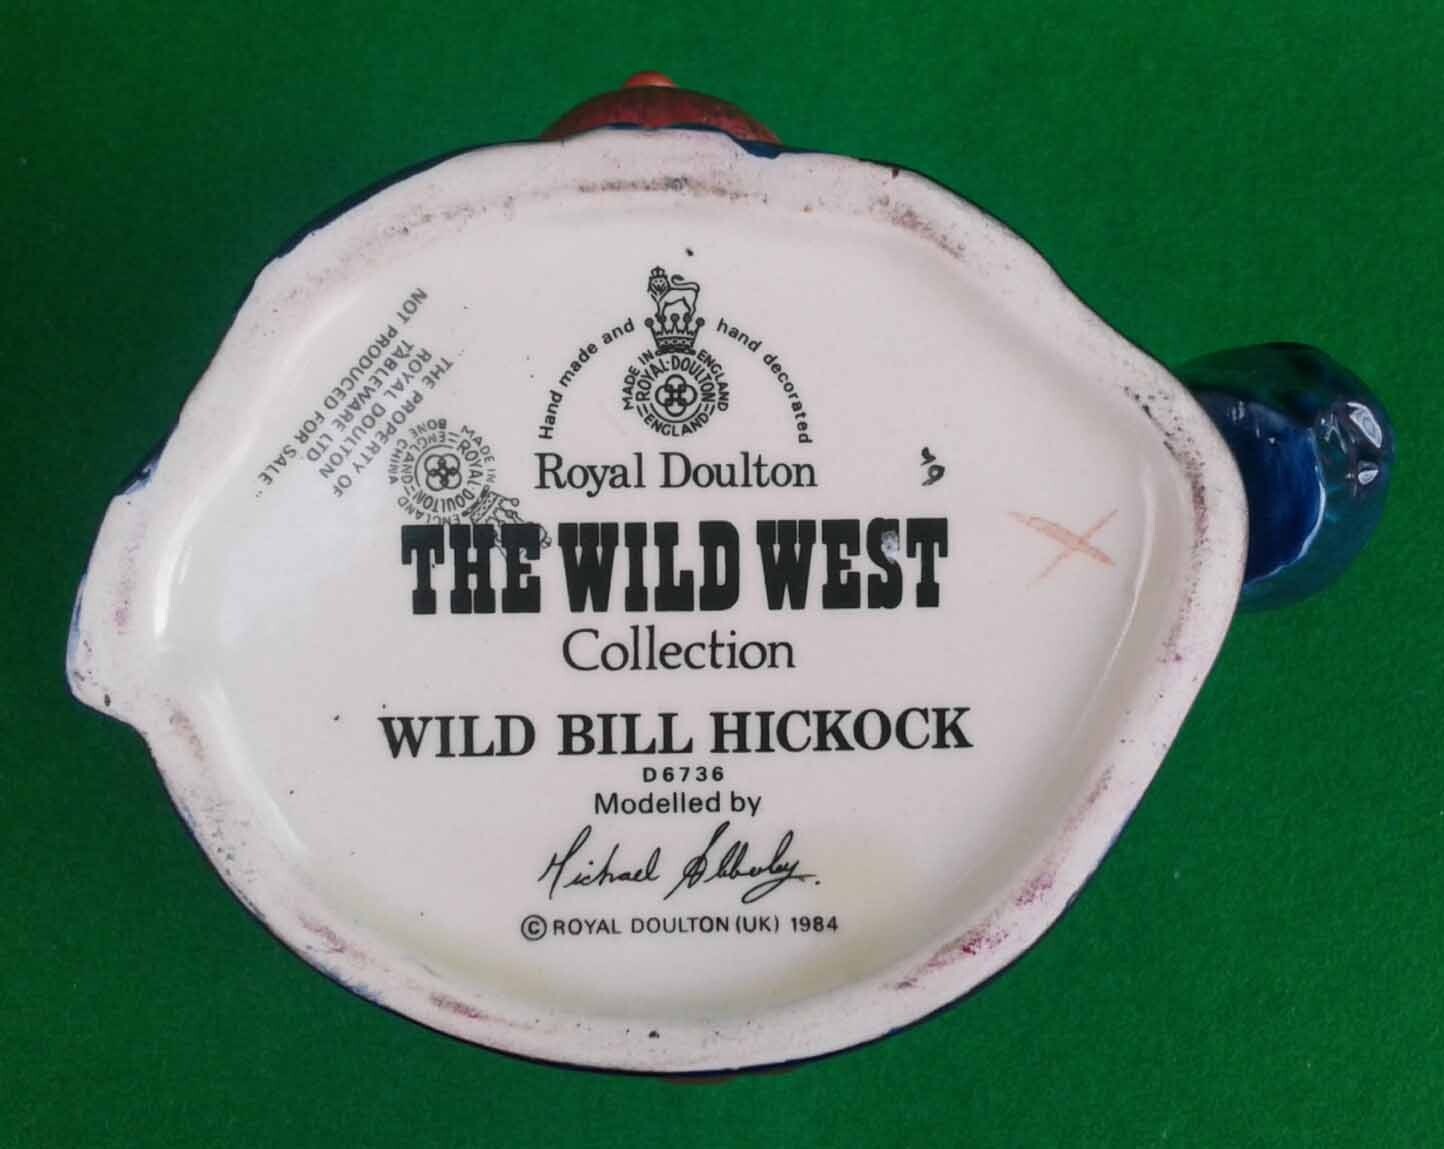 Hand made and hand decorated
MADE IN ENGLAND
ROYAL·DOULTON
ENGLAND
Royal Doulton
THE WILD WEST
Collection
WILD BILL HICKOCK
D6736
Modelled by
Michael Abberley.
© ROYAL DOULTON (UK) 1984
MADE IN ENGLAND
ROYAL·DOULTON
ENGLAND
BONE CHINA
THE PROPERTY OF
ROYAL DOULTON
TABLEWARE LTD
NOT PRODUCED FOR SALE"